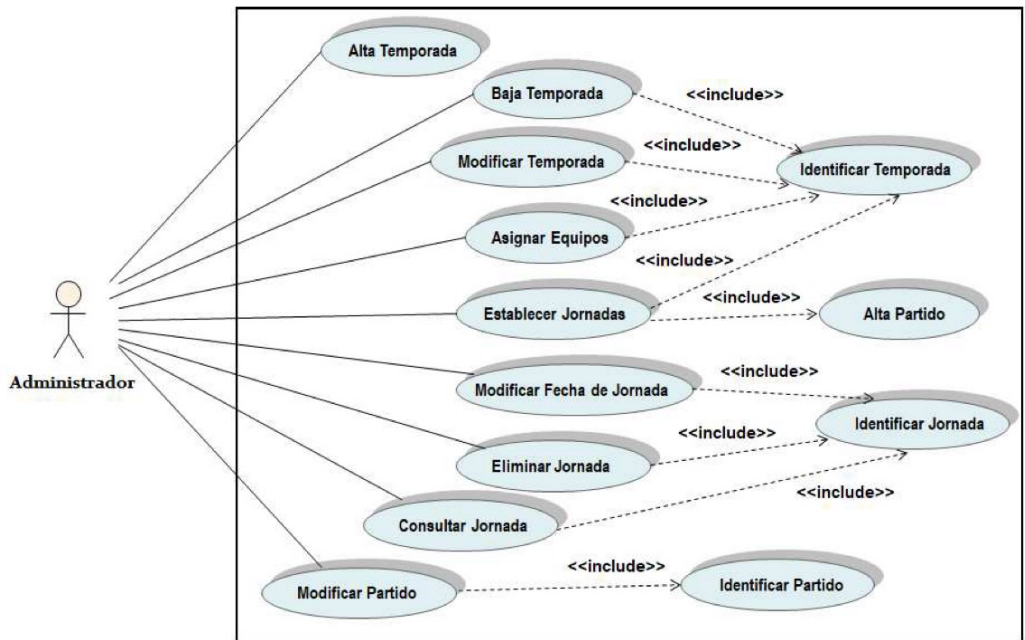 Alta Temporada
Baja Temporada
<<include>>
Modificar Temporada
<<include>>
Identificar Temporada
<<include>>
Asignar Equipos
<<include>>
Establecer Jornadas
<<include>>
Alta Partido
Administrador
Modificar Fecha de Jornada
<<include>>
Identificar Jornada
<<include>>
Eliminar Jornada
<<include>>
Consultar Jornada
<<include>>
Modificar Partido
Identificar Partido